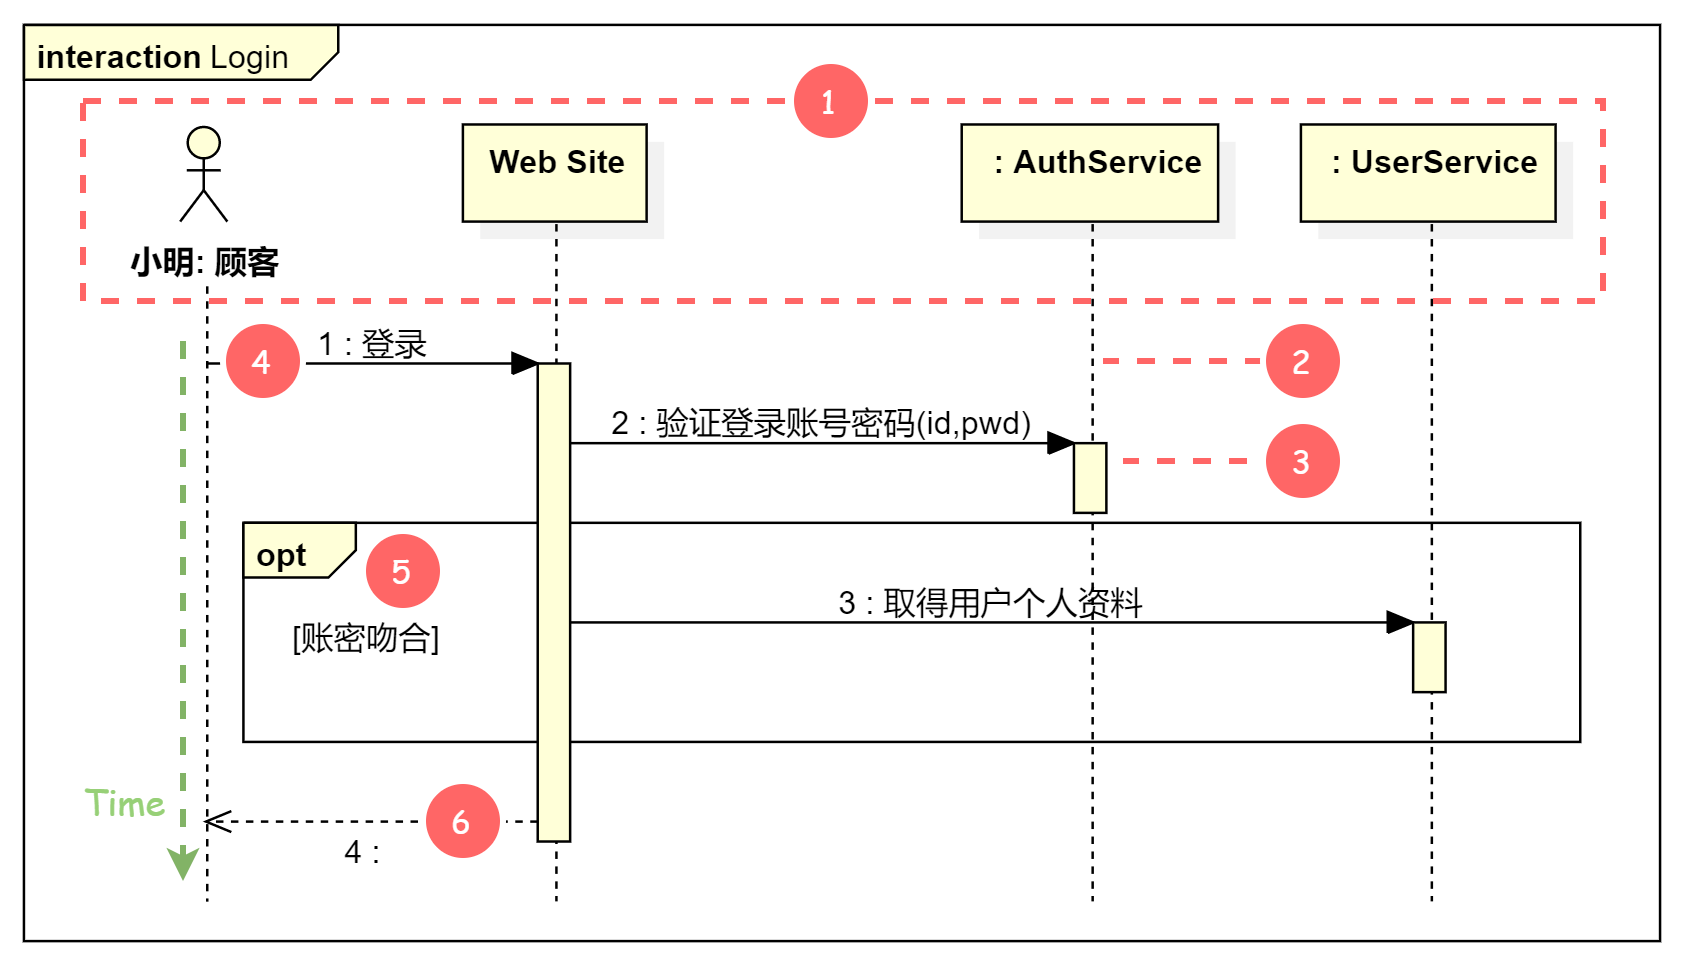 interaction Login
1
小明: 顾客
Web Site
: AuthService
: UserService
4
1 : 登录
2
2 : 验证登录账号密码(id,pwd)
3
opt
5
[账密吻合]
3 : 取得用户个人资料
Time
6
4 :